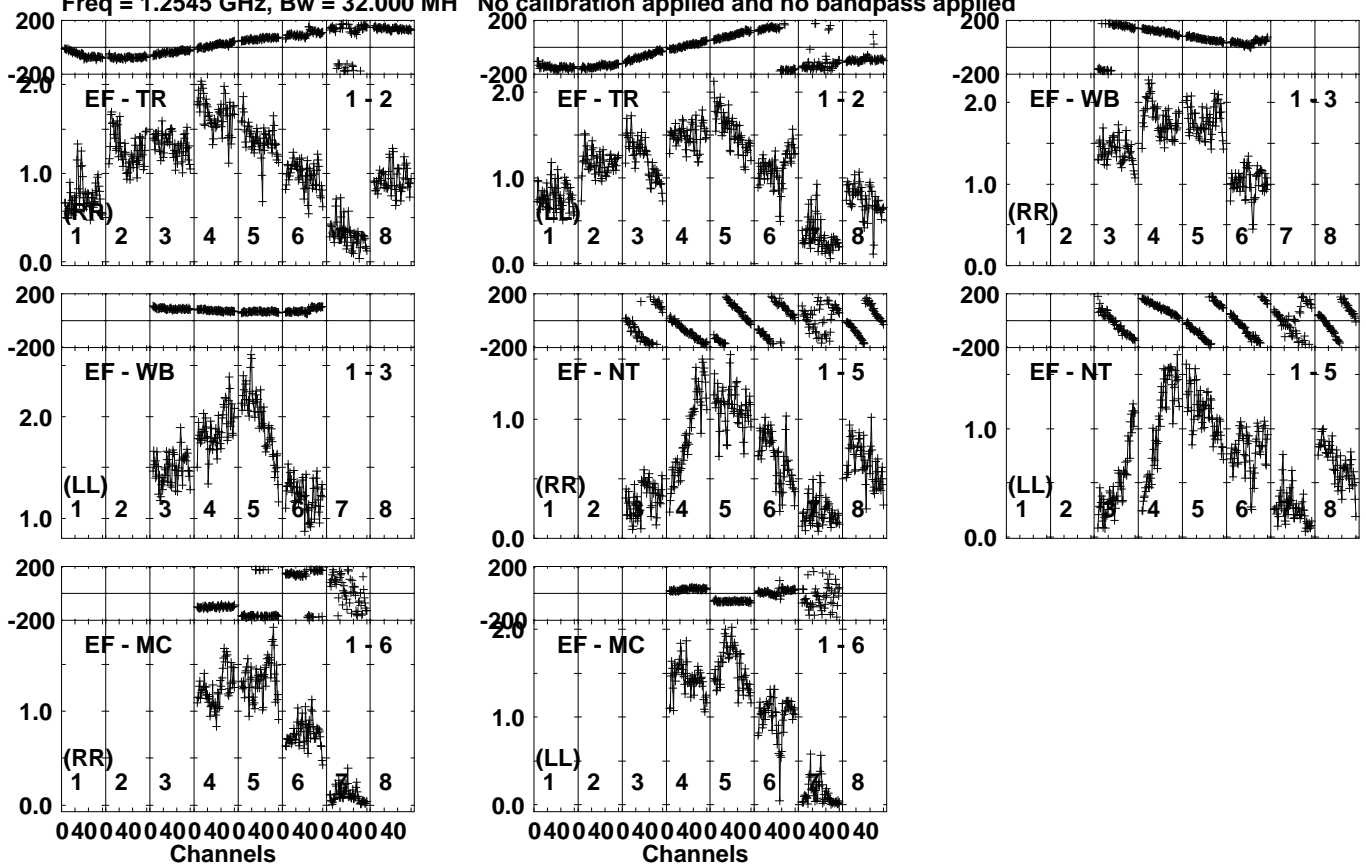 Freq = 1.2545 GHz, Bw = 32.000 MH No calibration applied and no bandpass applied
200 200 200
-200 -200 -200
2.0 EF - TR 1 - 2 2.0 EF - TR 1 - 2 2.0 EF - WB 1 - 3
1.0 1.0 1.0
(RR) (LL) (RR)
1 2 3 4 5 6 7 8 1 2 3 4 5 6 7 8 1 2 3 4 5 6 7 8
0.0 0.0 0.0
200 200 200
-200 -200 -200
EF - WB 1 - 3 EF - NT 1 - 5 EF - NT 1 - 5
2.0 1.0 1.0
(LL) (RR) (LL)
1 2 3 4 5 6 7 8 1 2 3 4 5 6 7 8 1 2 3 4 5 6 7 8
1.0 0.0 0.0
200 200
-200 -200
2.0
EF - MC 1 - 6 EF - MC 1 - 6
1.0 1.0
(RR) (LL)
1 2 3 4 5 6 7 8 1 2 3 4 5 6 7 8
0.0 0.0
0 40 0 40 0 40 0 40 0 40 0 40 0 40 0 40 0 40 0 40 0 40 0 40 0 40 0 40 0 40 0 40
Channels Channels